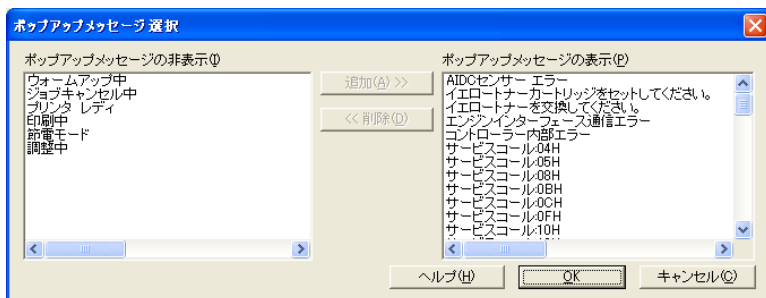 ポップアップメッセージ 選択
ポップアップメッセージの非表示(I)
ウォームアップ中
ジョブキャンセル中
プリンタ レディ
印刷中
節電モード
調整中
追加(A) >>
<< 削除(D)
ポップアップメッセージの表示(P)
AIDCセンサー エラー
イエロートナーカートリッジをセットしてください。
イエロートナーを交換してください。
エンジンインターフェース通信エラー
コントローラー内部エラー
サービスコール:04H
サービスコール:05H
サービスコール:08H
サービスコール:0BH
サービスコール:0CH
サービスコール:0FH
サービスコール:10H
ヘルプ(H)
OK
キャンセル(C)